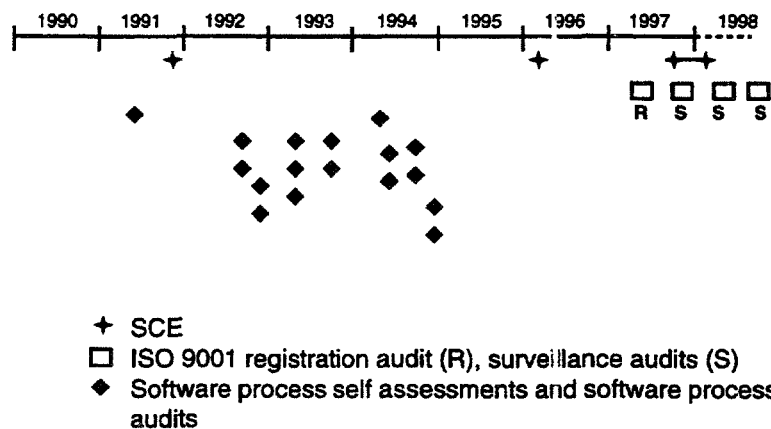 1990 1991 1992 1993 1994 1995 1996 1997 1998
R S S S
SCE
ISO 9001 registration audit (R), surveillance audits (S)
Software process self assessments and software process
audits